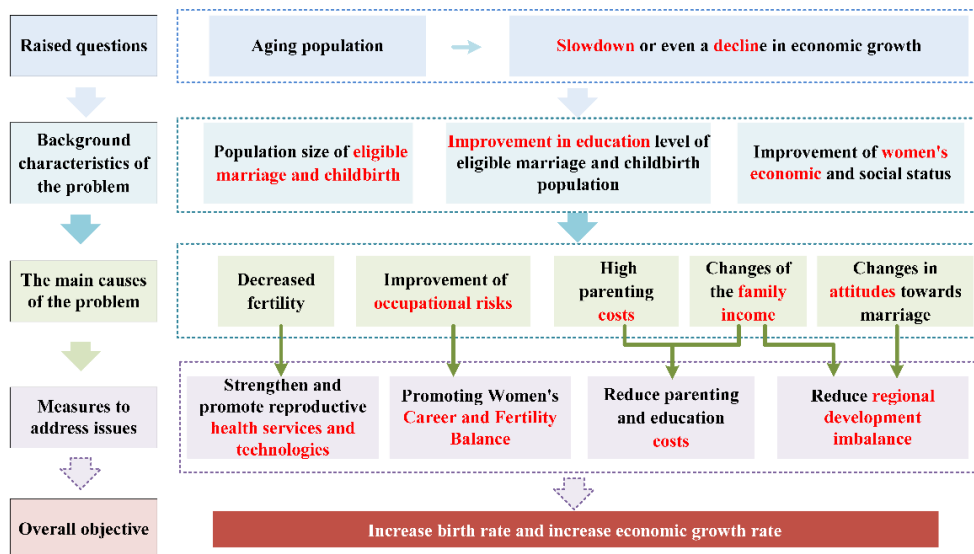 Raised questions
Aging population
Slowdown or even a decline in economic growth
Background
characteristics of
the problem
Population size of eligible
marriage and childbirth
Improvement in education level of
eligible marriage and childbirth
population
Improvement of women's
economic and social status
The main causes
of the problem
Decreased
fertility
Improvement of
occupational risks
High
parenting
costs
Changes of
the family
income
Changes in
attitudes towards
marriage
Measures to
address issues
Strengthen and
promote reproductive
health services and
technologies
Promoting Women's
Career and Fertility
Balance
Reduce parenting
and education
costs
Reduce regional
development
imbalance
Overall objective
Increase birth rate and increase economic growth rate